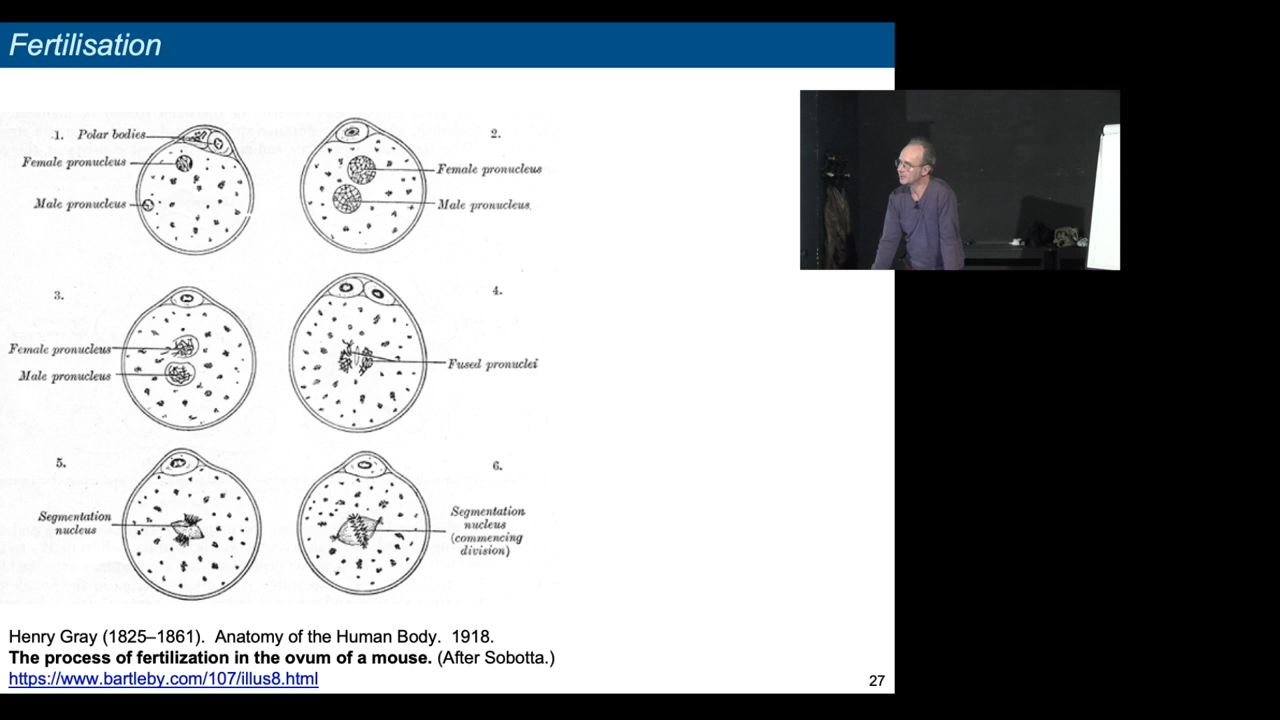 Fertilisation
1. Polar bodies
2.
Female pronucleus
Female pronucleus
Male pronucleus
Male pronucleus
3.
4.
Female pronucleus
Male pronucleus
Fused pronuclei
5.
6.
Segmentation
nucleus
Segmentation
nucleus
(commencing
division)
Henry Gray (1825–1861). Anatomy of the Human Body. 1918.
The process of fertilization in the ovum of a mouse. (After Sobotta.)
https://www.bartleby.com/107/illus8.html
27